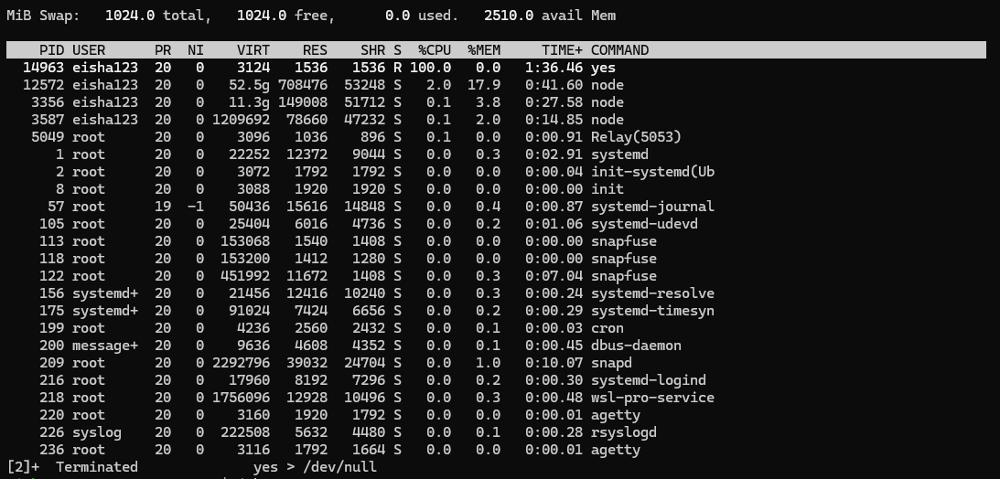 MiB Swap:   1024.0 total,   1024.0 free,      0.0 used.   2510.0 avail Mem
    PID USER      PR  NI    VIRT    RES    SHR S  %CPU  %MEM     TIME+ COMMAND
  14963 eisha123  20   0    3124   1536   1536 R 100.0   0.0   1:36.46 yes
  12572 eisha123  20   0   52.5g 708476  53248 S   2.0  17.9   0:41.60 node
   3356 eisha123  20   0   11.3g 149008  51712 S   0.1   3.8   0:27.58 node
   3587 eisha123  20   0 1209692  78660  47232 S   0.1   2.0   0:14.85 node
   5049 root      20   0    3096   1036    896 S   0.1   0.0   0:00.91 Relay(5053)
      1 root      20   0   22252  12372   9044 S   0.0   0.3   0:02.91 systemd
      2 root      20   0    3072   1792   1792 S   0.0   0.0   0:00.04 init-systemd(Ub
      8 root      20   0    3088   1920   1920 S   0.0   0.0   0:00.00 init
     57 root      19  -1   50436  15616  14848 S   0.0   0.4   0:00.87 systemd-journal
    105 root      20   0   25404   6016   4736 S   0.0   0.2   0:01.06 systemd-udevd
    113 root      20   0  153068   1540   1408 S   0.0   0.0   0:00.00 snapfuse
    118 root      20   0  153200   1412   1280 S   0.0   0.0   0:00.00 snapfuse
    122 root      20   0  451992  11672   1408 S   0.0   0.3   0:07.04 snapfuse
    156 systemd+  20   0   21456  12416  10240 S   0.0   0.3   0:00.24 systemd-resolve
    175 systemd+  20   0   91024   7424   6656 S   0.0   0.2   0:00.29 systemd-timesyn
    199 root      20   0    4236   2560   2432 S   0.0   0.1   0:00.03 cron
    200 message+  20   0    9636   4608   4352 S   0.0   0.1   0:00.45 dbus-daemon
    209 root      20   0 2292796  39032  24704 S   0.0   1.0   0:10.07 snapd
    216 root      20   0   17960   8192   7296 S   0.0   0.2   0:00.30 systemd-logind
    218 root      20   0 1756096  12928  10496 S   0.0   0.3   0:00.48 wsl-pro-service
    220 root      20   0    3160   1920   1792 S   0.0   0.0   0:00.01 agetty
    226 syslog    20   0  222508   5632   4480 S   0.0   0.1   0:00.28 rsyslogd
    236 root      20   0    3116   1792   1664 S   0.0   0.0   0:00.01 agetty
[2]+  Terminated              yes > /dev/null